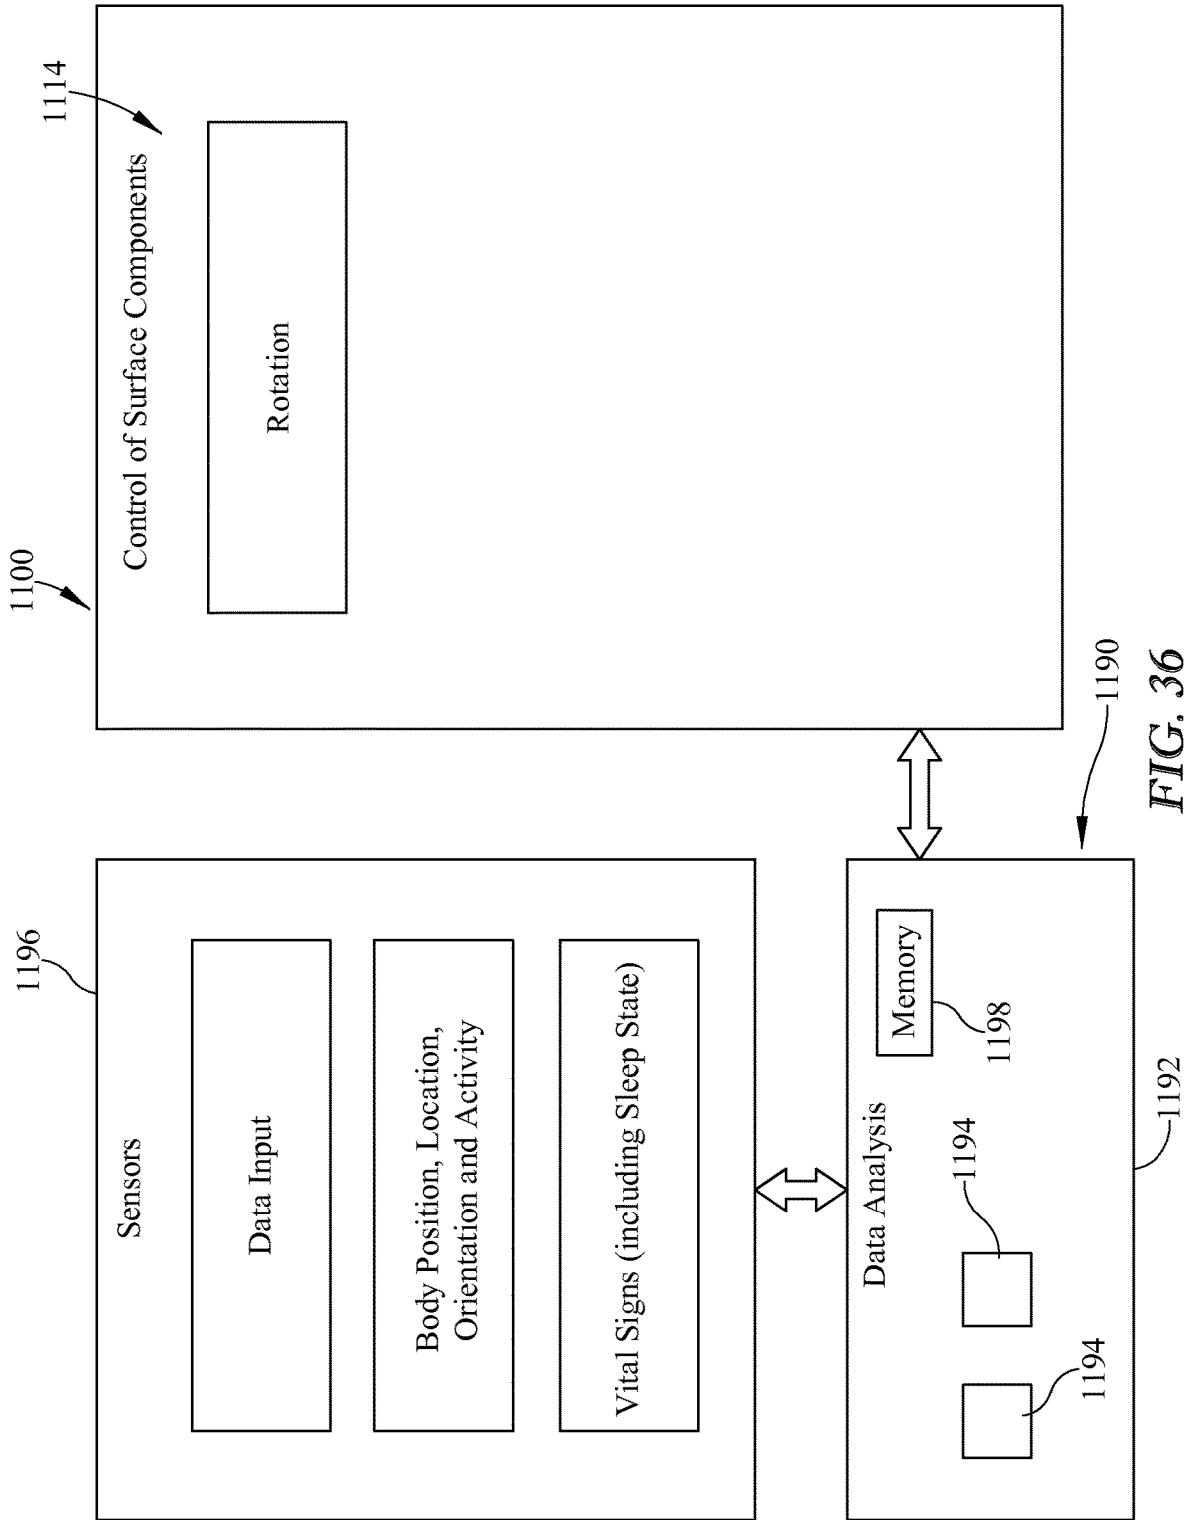 1196
Sensors
Data Input
Body Position, Location,
Orientation and Activity
Vital Signs (including Sleep State)
Data Analysis
Memory
1198
1194
1194
1192
1190
1100
Control of Surface Components
1114
Rotation
FIG. 36